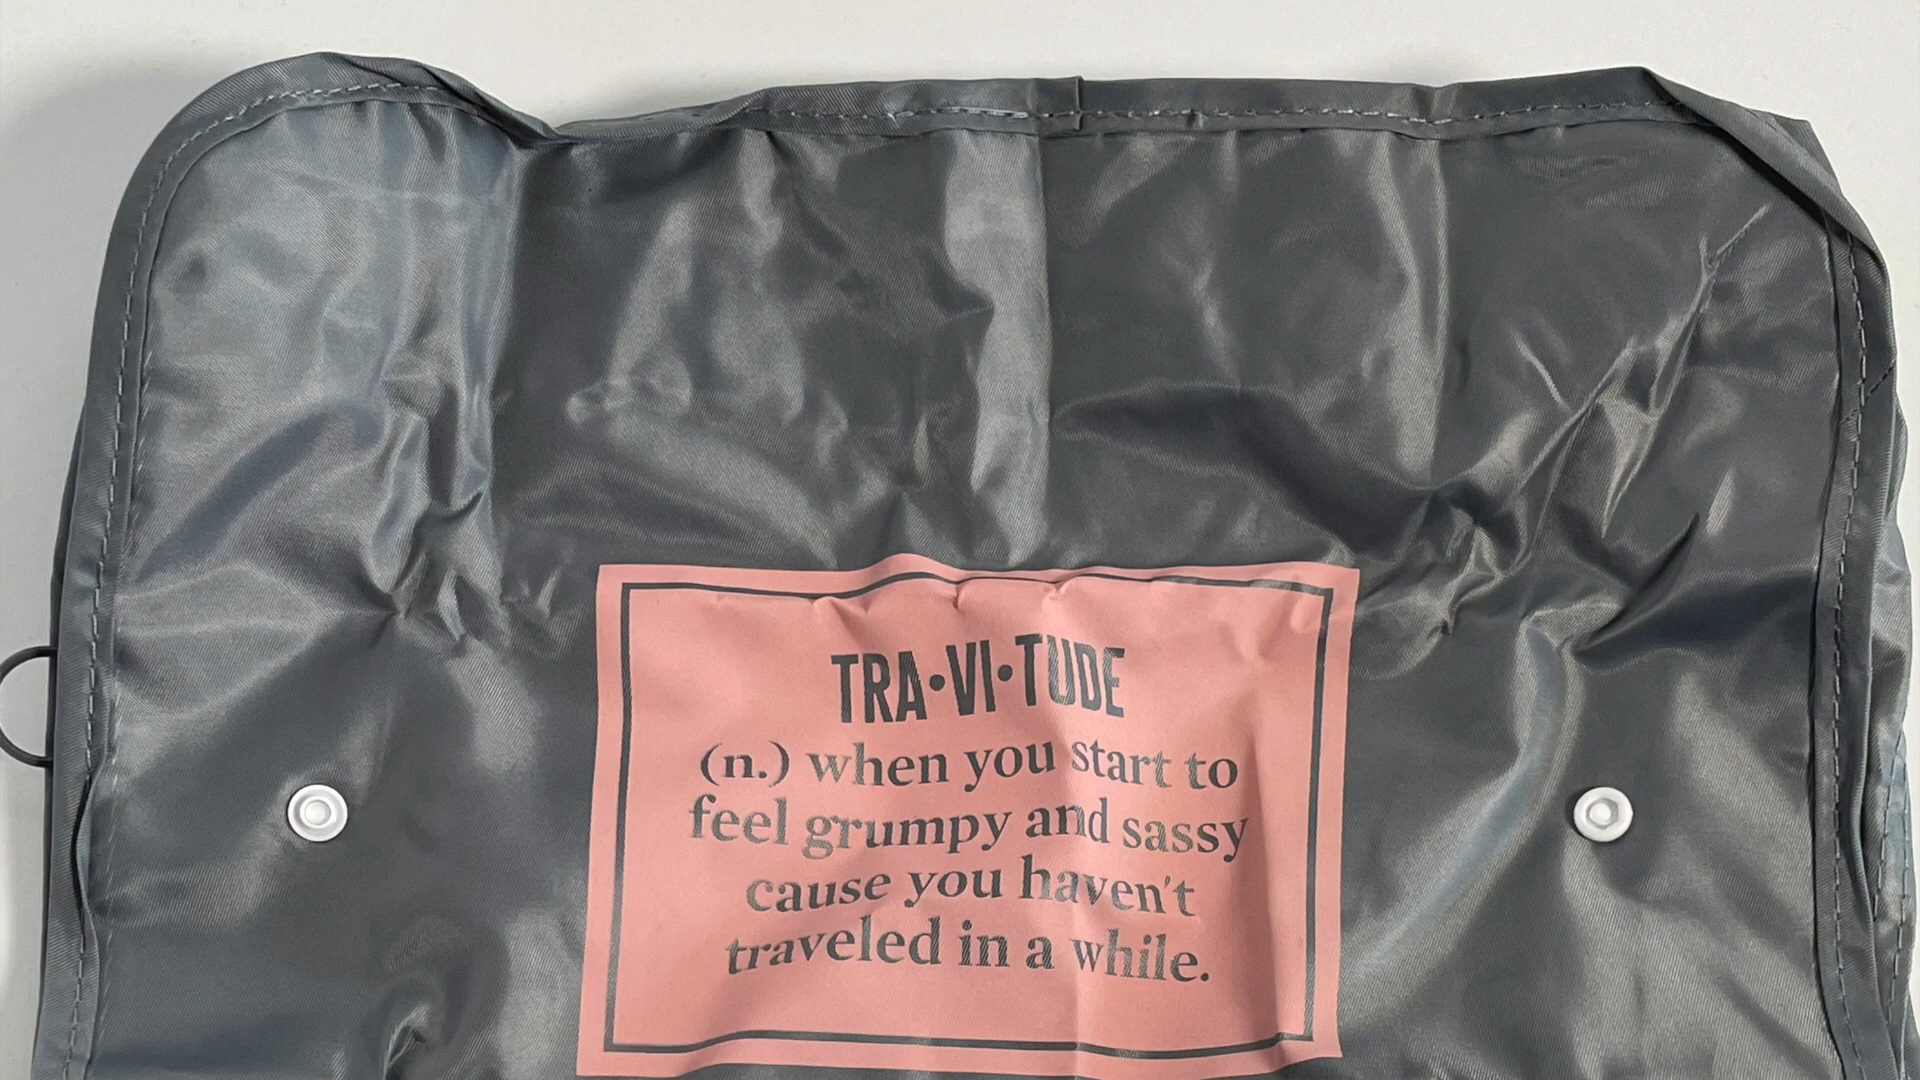 TRA•VI•TUDE
(n.) when you start to
feel grumpy and sassy
cause you haven't
traveled in a while.